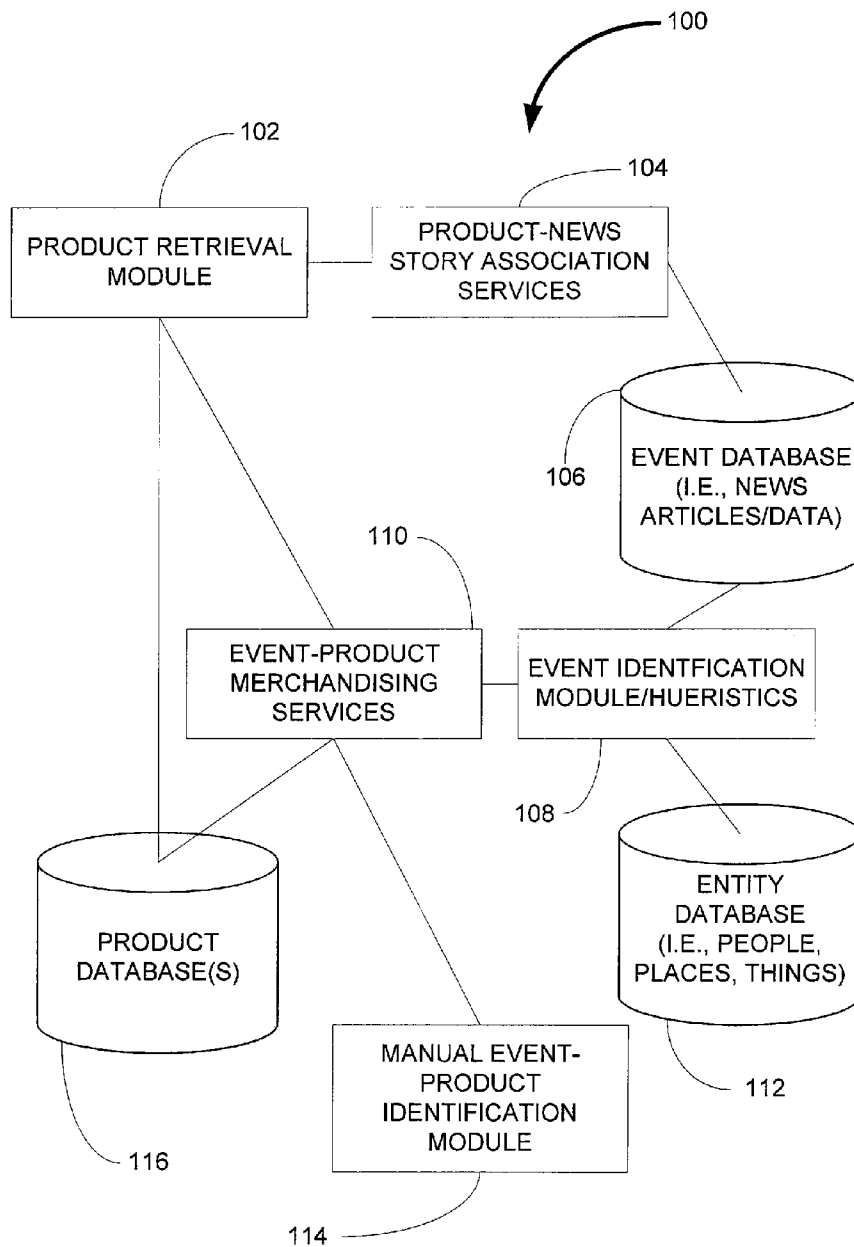 100
102
104
PRODUCT RETRIEVAL
MODULE
PRODUCT-NEWS
STORY ASSOCIATION
SERVICES
106
EVENT DATABASE
(I.E., NEWS
ARTICLES/DATA)
110
EVENT-PRODUCT
MERCHANDISING
SERVICES
EVENT IDENTFICATION
MODULE/HUERISTICS
108
PRODUCT
DATABASE(S)
ENTITY
DATABASE
(I.E., PEOPLE,
PLACES, THINGS)
MANUAL EVENT-
PRODUCT
IDENTIFICATION
MODULE
112
116
114